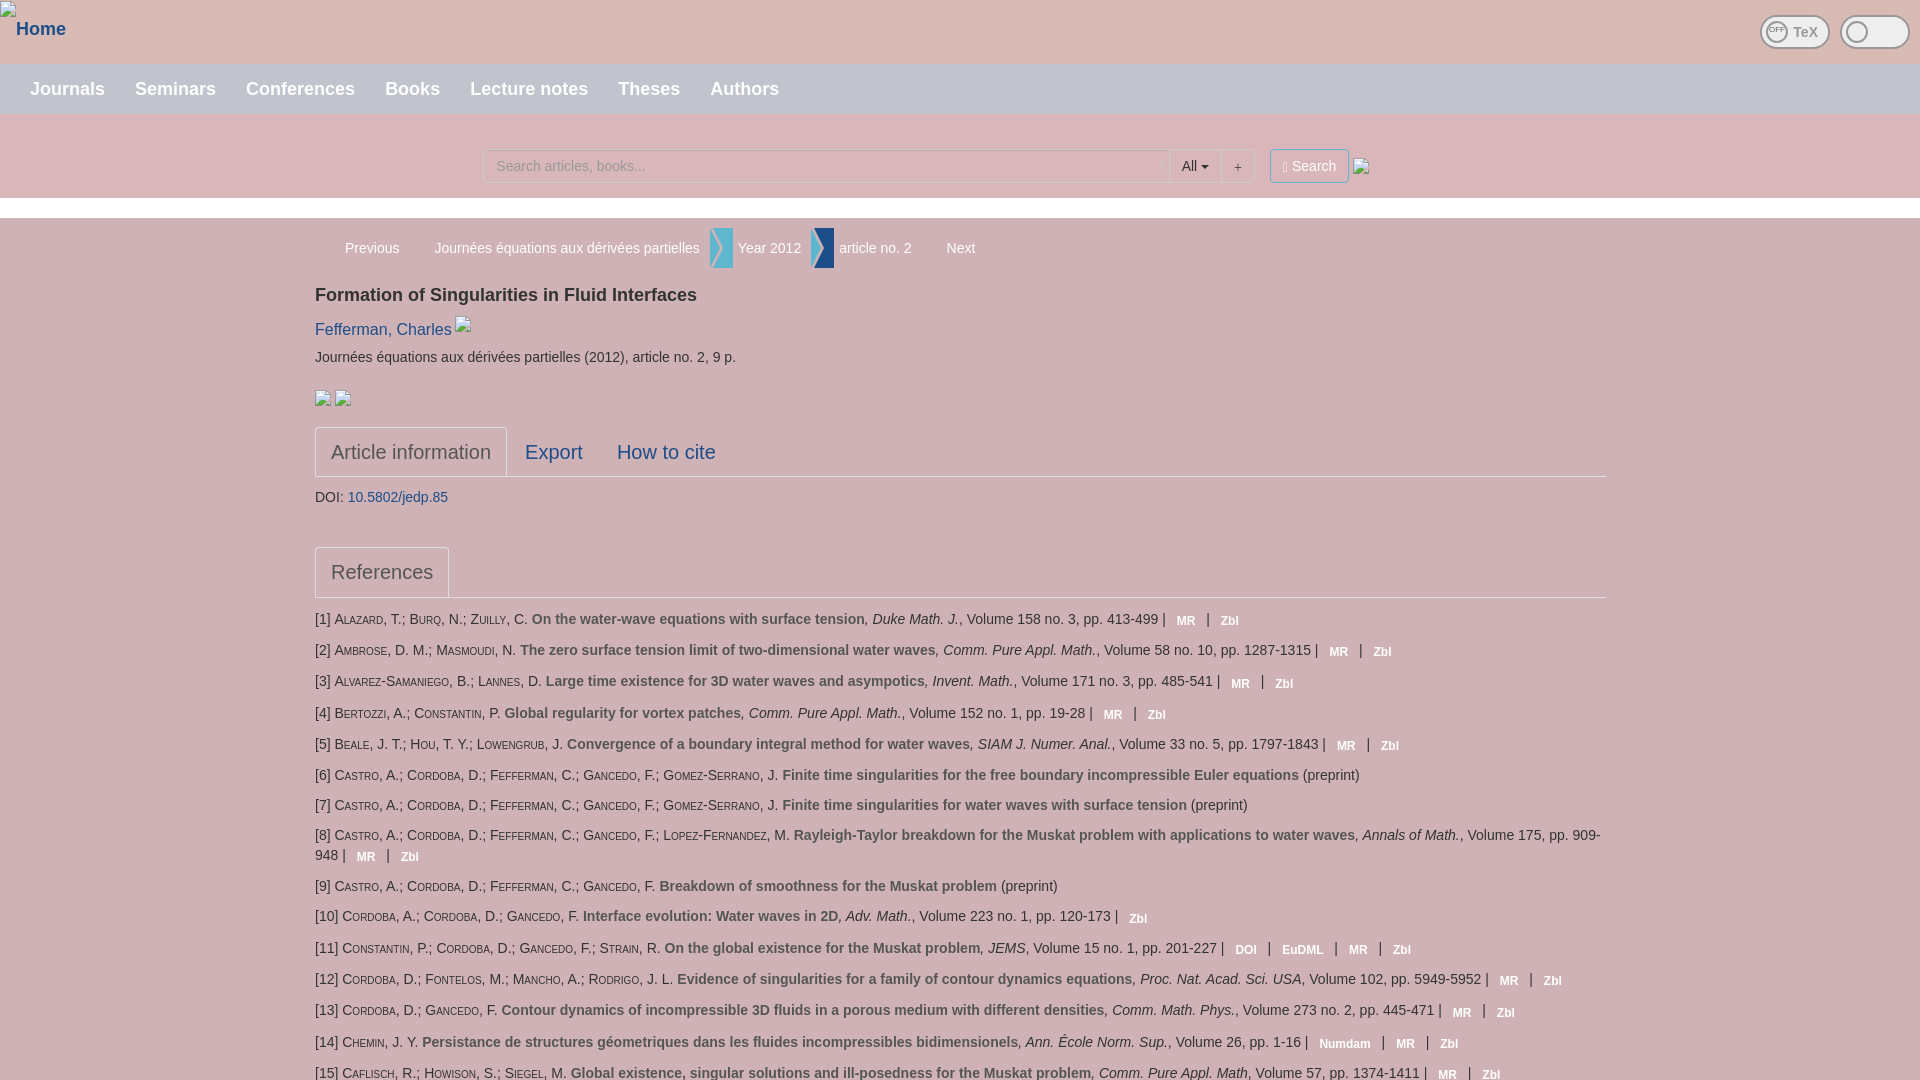 Home
OFF TeX
Journals Seminars Conferences Books Lecture notes Theses Authors
Search articles, books... All + Search
Previous Journées équations aux dérivées partielles Year 2012 article no. 2 Next
Formation of Singularities in Fluid Interfaces
Fefferman, Charles
Journées équations aux dérivées partielles (2012), article no. 2, 9 p.
Article information Export How to cite
DOI: 10.5802/jedp.85
References
[1] Alazard, T.; Burq, N.; Zuilly, C. On the water-wave equations with surface tension, Duke Math. J., Volume 158 no. 3, pp. 413-499 | MR | Zbl
[2] Ambrose, D. M.; Masmoudi, N. The zero surface tension limit of two-dimensional water waves, Comm. Pure Appl. Math., Volume 58 no. 10, pp. 1287-1315 | MR | Zbl
[3] Alvarez-Samaniego, B.; Lannes, D. Large time existence for 3D water waves and asympotics, Invent. Math., Volume 171 no. 3, pp. 485-541 | MR | Zbl
[4] Bertozzi, A.; Constantin, P. Global regularity for vortex patches, Comm. Pure Appl. Math., Volume 152 no. 1, pp. 19-28 | MR | Zbl
[5] Beale, J. T.; Hou, T. Y.; Lowengrub, J. Convergence of a boundary integral method for water waves, SIAM J. Numer. Anal., Volume 33 no. 5, pp. 1797-1843 | MR | Zbl
[6] Castro, A.; Cordoba, D.; Fefferman, C.; Gancedo, F.; Gomez-Serrano, J. Finite time singularities for the free boundary incompressible Euler equations (preprint)
[7] Castro, A.; Cordoba, D.; Fefferman, C.; Gancedo, F.; Gomez-Serrano, J. Finite time singularities for water waves with surface tension (preprint)
[8] Castro, A.; Cordoba, D.; Fefferman, C.; Gancedo, F.; Lopez-Fernandez, M. Rayleigh-Taylor breakdown for the Muskat problem with applications to water waves, Annals of Math., Volume 175, pp. 909-
948 | MR | Zbl
[9] Castro, A.; Cordoba, D.; Fefferman, C.; Gancedo, F. Breakdown of smoothness for the Muskat problem (preprint)
[10] Cordoba, A.; Cordoba, D.; Gancedo, F. Interface evolution: Water waves in 2D, Adv. Math., Volume 223 no. 1, pp. 120-173 | Zbl
[11] Constantin, P.; Cordoba, D.; Gancedo, F.; Strain, R. On the global existence for the Muskat problem, JEMS, Volume 15 no. 1, pp. 201-227 | DOI | EuDML | MR | Zbl
[12] Cordoba, D.; Fontelos, M.; Mancho, A.; Rodrigo, J. L. Evidence of singularities for a family of contour dynamics equations, Proc. Nat. Acad. Sci. USA, Volume 102, pp. 5949-5952 | MR | Zbl
[13] Cordoba, D.; Gancedo, F. Contour dynamics of incompressible 3D fluids in a porous medium with different densities, Comm. Math. Phys., Volume 273 no. 2, pp. 445-471 | MR | Zbl
[14] Chemin, J. Y. Persistance de structures géometriques dans les fluides incompressibles bidimensionels, Ann. École Norm. Sup., Volume 26, pp. 1-16 | Numdam | MR | Zbl
[15] Caflisch, R.; Howison, S.; Siegel, M. Global existence, singular solutions and ill-posedness for the Muskat problem, Comm. Pure Appl. Math, Volume 57, pp. 1374-1411 | MR | Zbl